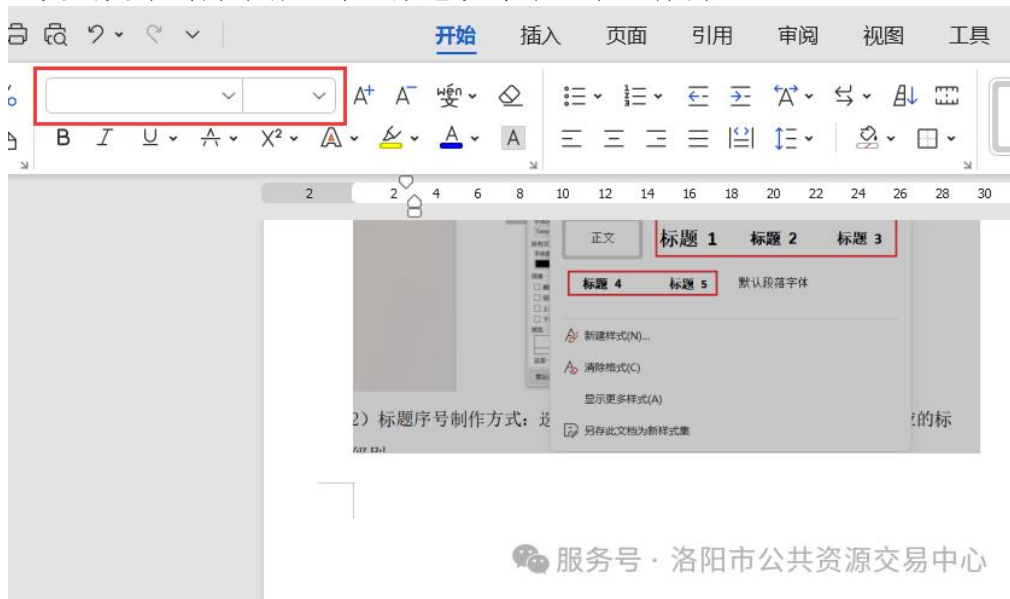 开始 插入 页面 引用 审阅 视图 工具
A+ A- wén 变
B I U A X² A A A
2 2 4 6 8 10 12 14 16 18 20 22 24 26 28 30
正文 标题 1 标题 2 标题 3
标题 4 标题 5 默认段落字体
新建样式(N)...
清除格式(C)
显示更多样式(A)
2）标题序号制作方式：选 的标
另存此文档为新样式集
服务号 · 洛阳市公共资源交易中心